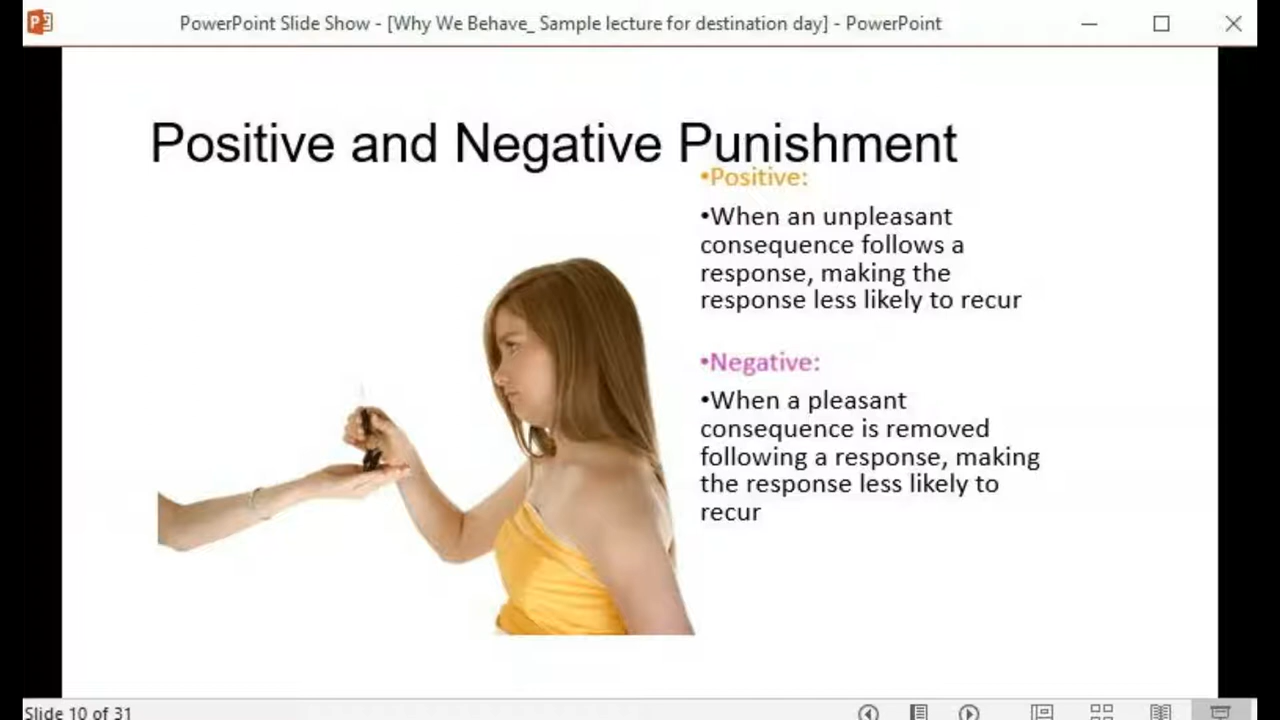 PowerPoint Slide Show - [Why We Behave_ Sample lecture for destination day] - PowerPoint
Positive and Negative Punishment
•Positive:
•When an unpleasant
consequence follows a
response, making the
response less likely to recur
•Negative:
•When a pleasant
consequence is removed
following a response, making
the response less likely to
recur
Slide 10 of 31